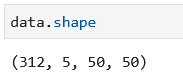 data.shape
(312, 5, 50, 50)